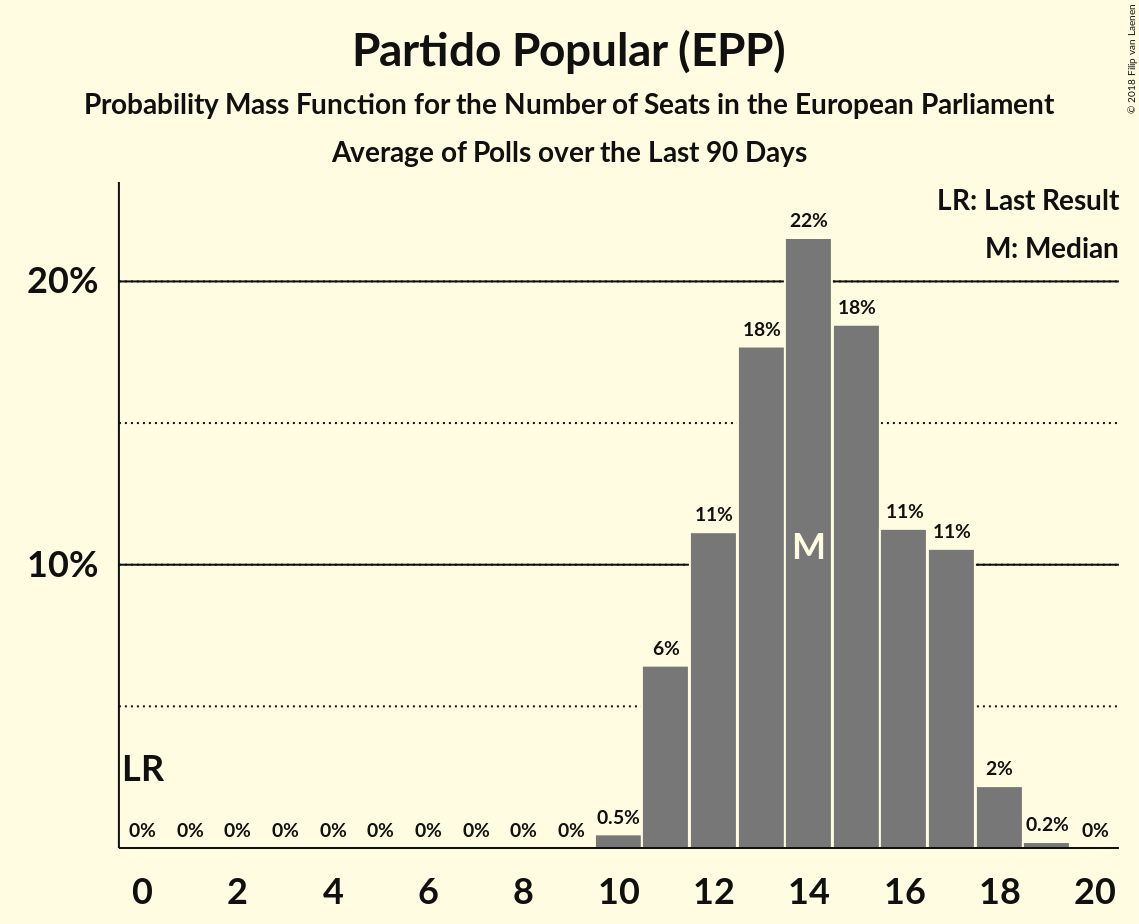 Partido Popular (EPP)
Probability Mass Function for the Number of Seats in the European Parliament
Average of Polls over the Last 90 Days
© 2018 Filip van Laenen
LR: Last Result
M: Median
20%
10%
22%
18%
18%
11%
11%
11%
6%
2%
0.5%
0.2%
M
LR
0% 0% 0% 0% 0% 0% 0% 0% 0% 0% 0%
0 2 4 6 8 10 12 14 16 18 20